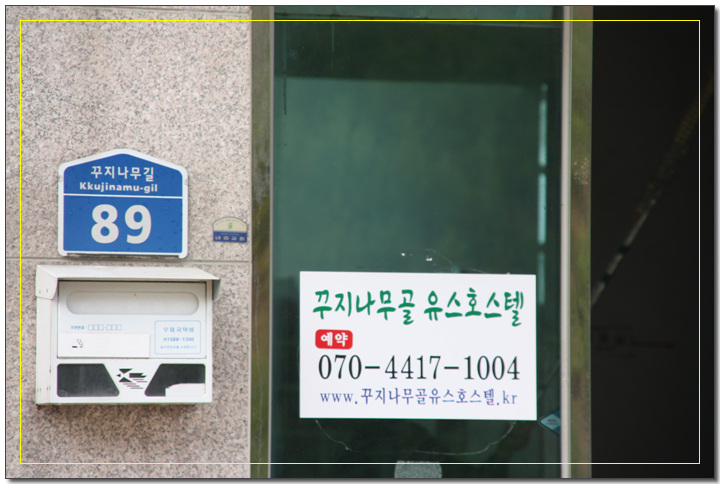 꾸지나무길
Kkujinamu-gil
89
꾸지나무골 유스호스텔
예약
070-4417-1004
www.꾸지나무골유스호스텔.kr